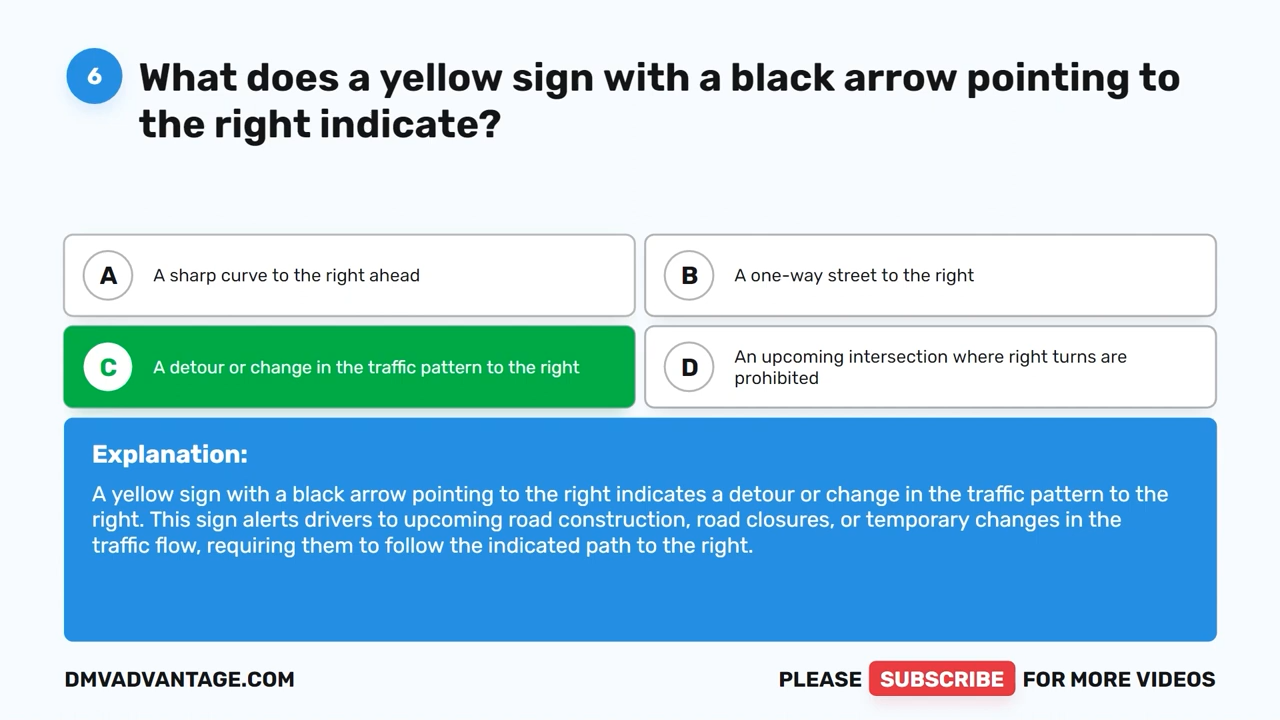 6
What does a yellow sign with a black arrow pointing to
the right indicate?
A
A sharp curve to the right ahead
B
A one-way street to the right
C
A detour or change in the traffic pattern to the right
D
An upcoming intersection where right turns are
prohibited
Explanation:
A yellow sign with a black arrow pointing to the right indicates a detour or change in the traffic pattern to the
right. This sign alerts drivers to upcoming road construction, road closures, or temporary changes in the
traffic flow, requiring them to follow the indicated path to the right.
DMVADVANTAGE.COM
PLEASE SUBSCRIBE FOR MORE VIDEOS